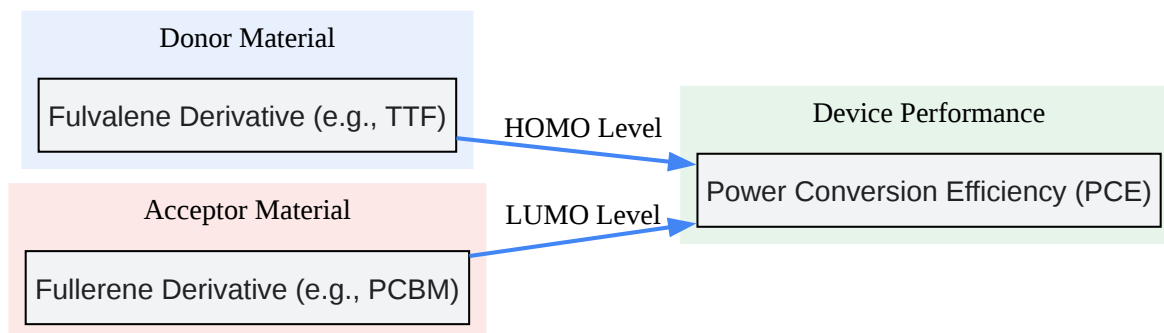 Donor Material
Fulvalene Derivative (e.g., TTF)
HOMO Level
Device Performance
Power Conversion Efficiency (PCE)
Acceptor Material
LUMO Level
Fullerene Derivative (e.g., PCBM)